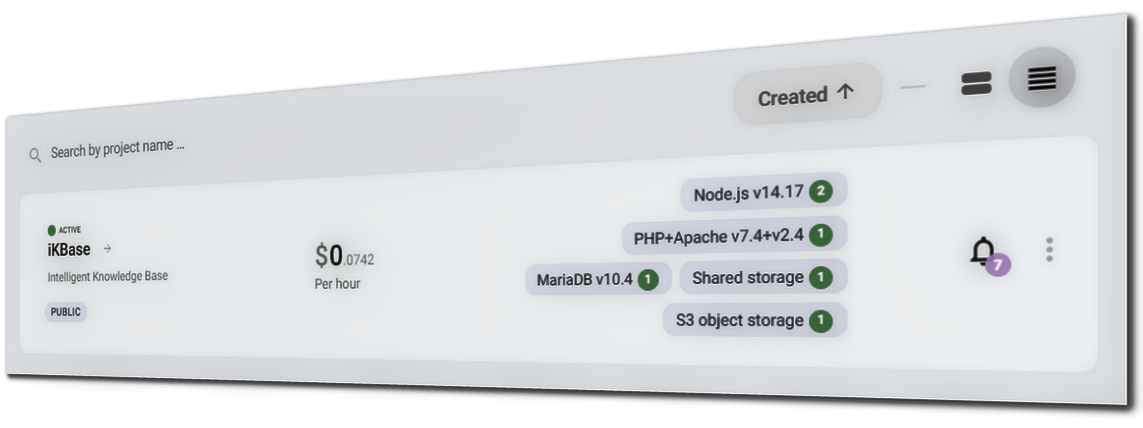 Created ↑
Search by project name ...
ACTIVE
iKBase →
Intelligent Knowledge Base
PUBLIC
$0.0742
Per hour
Node.js v14.17 2
PHP+Apache v7.4+v2.4 1
MariaDB v10.4 1 Shared storage 1
S3 object storage 1
7